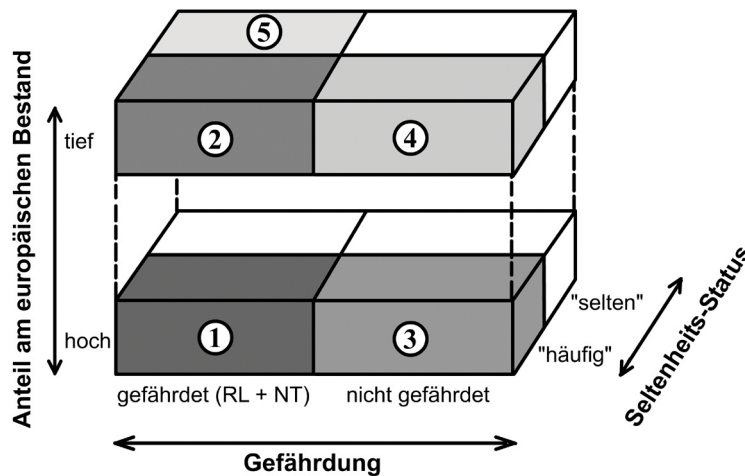 5
2
4
tief
Anteil am europäischen Bestand
1
3
hoch
"selten"
"häufig"
Seltenheits-Status
gefährdet (RL + NT)
nicht gefährdet
Gefährdung